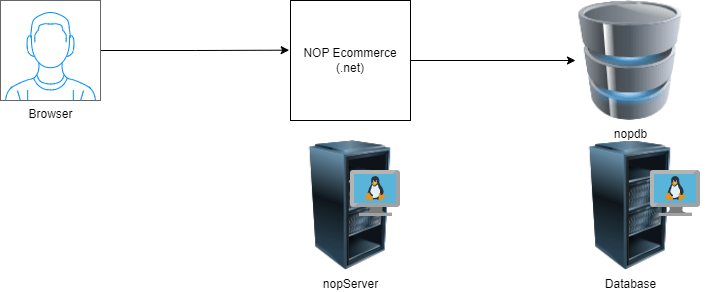 NOP Ecommerce
(.net)
Browser
nopdb
nopServer
Database